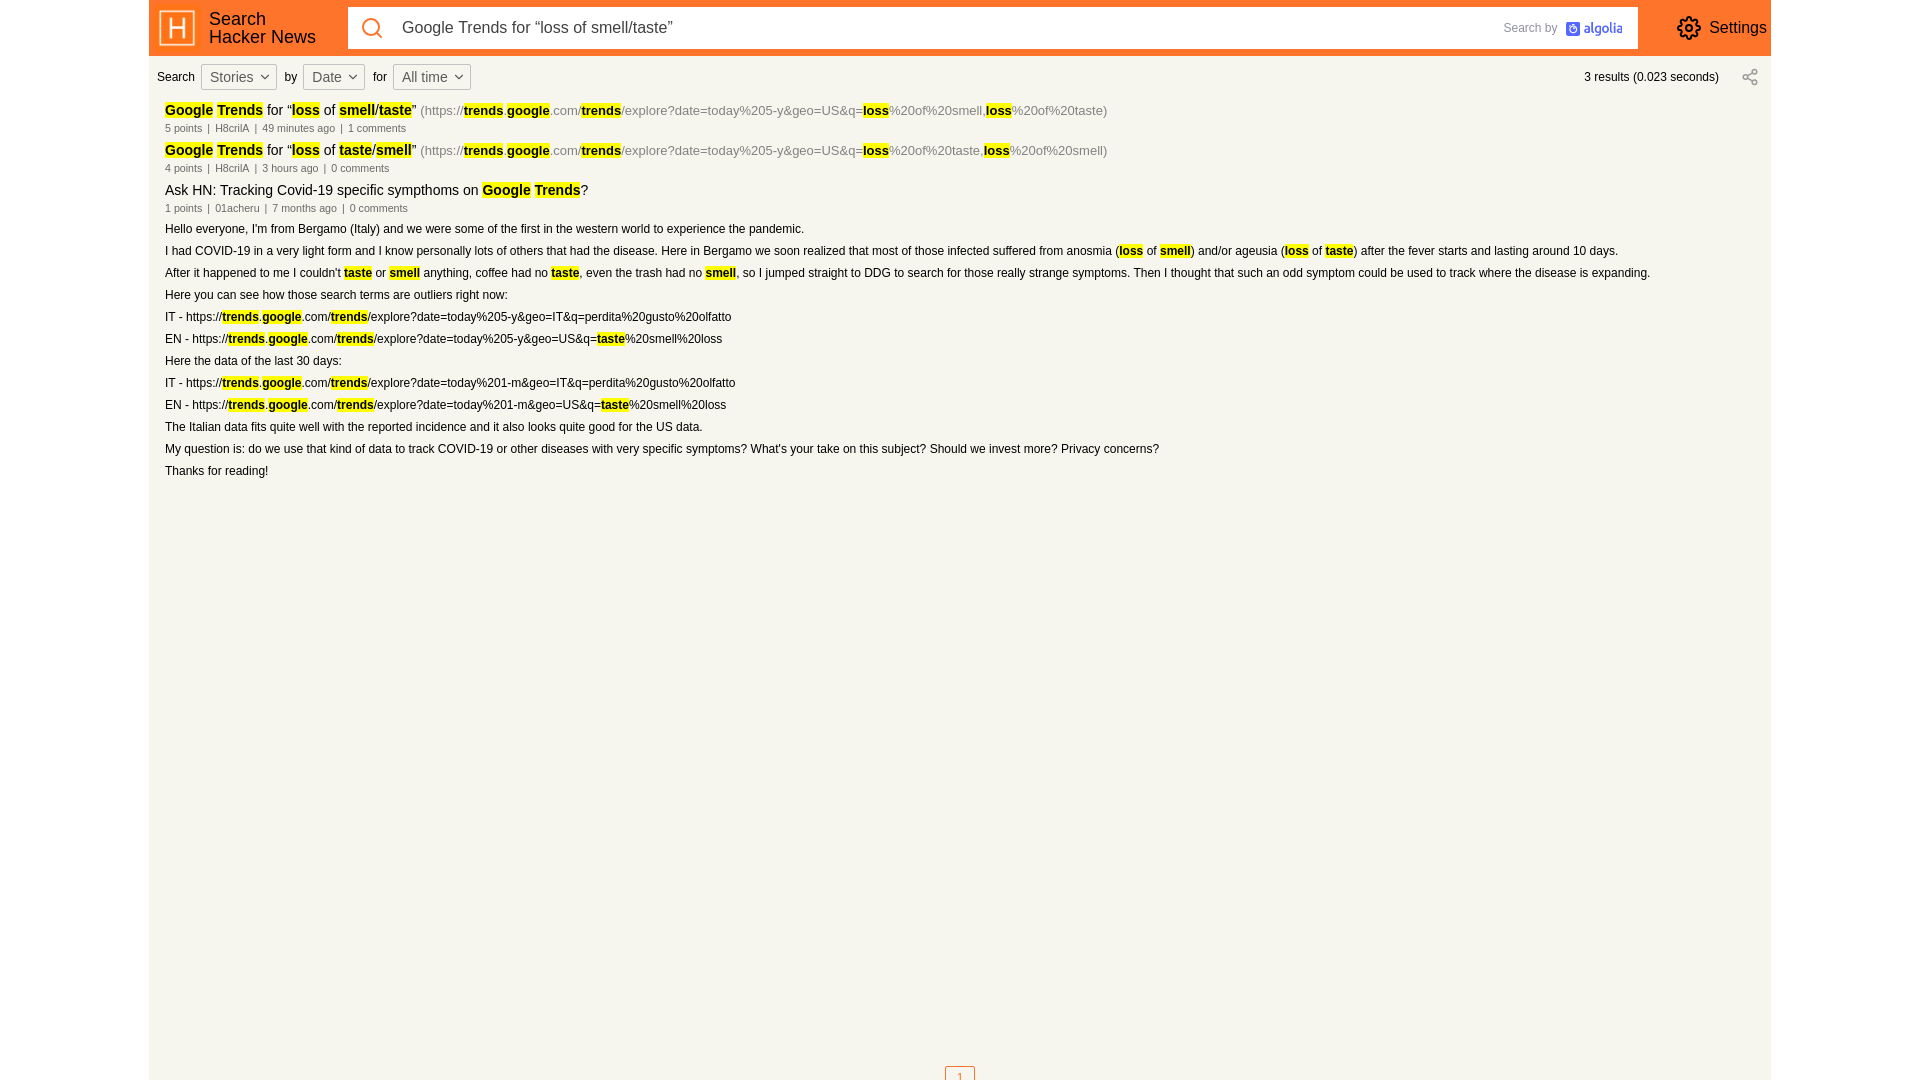 Search
Hacker News
Google Trends for “loss of smell/taste”
Search by algolia
Settings
Search Stories by Date for All time
3 results (0.023 seconds)
Google Trends for “loss of smell/taste” (https://trends.google.com/trends/explore?date=today%205-y&geo=US&q=loss%20of%20smell,loss%20of%20taste)
5 points | H8crilA | 49 minutes ago | 1 comments
Google Trends for “loss of taste/smell” (https://trends.google.com/trends/explore?date=today%205-y&geo=US&q=loss%20of%20taste,loss%20of%20smell)
4 points | H8crilA | 3 hours ago | 0 comments
Ask HN: Tracking Covid-19 specific sympthoms on Google Trends?
1 points | 01acheru | 7 months ago | 0 comments
Hello everyone, I'm from Bergamo (Italy) and we were some of the first in the western world to experience the pandemic.
I had COVID-19 in a very light form and I know personally lots of others that had the disease. Here in Bergamo we soon realized that most of those infected suffered from anosmia (loss of smell) and/or ageusia (loss of taste) after the fever starts and lasting around 10 days.
After it happened to me I couldn't taste or smell anything, coffee had no taste, even the trash had no smell, so I jumped straight to DDG to search for those really strange symptoms. Then I thought that such an odd symptom could be used to track where the disease is expanding.
Here you can see how those search terms are outliers right now:
IT - https://trends.google.com/trends/explore?date=today%205-y&geo=IT&q=perdita%20gusto%20olfatto
EN - https://trends.google.com/trends/explore?date=today%205-y&geo=US&q=taste%20smell%20loss
Here the data of the last 30 days:
IT - https://trends.google.com/trends/explore?date=today%201-m&geo=IT&q=perdita%20gusto%20olfatto
EN - https://trends.google.com/trends/explore?date=today%201-m&geo=US&q=taste%20smell%20loss
The Italian data fits quite well with the reported incidence and it also looks quite good for the US data.
My question is: do we use that kind of data to track COVID-19 or other diseases with very specific symptoms? What's your take on this subject? Should we invest more? Privacy concerns?
Thanks for reading!
1